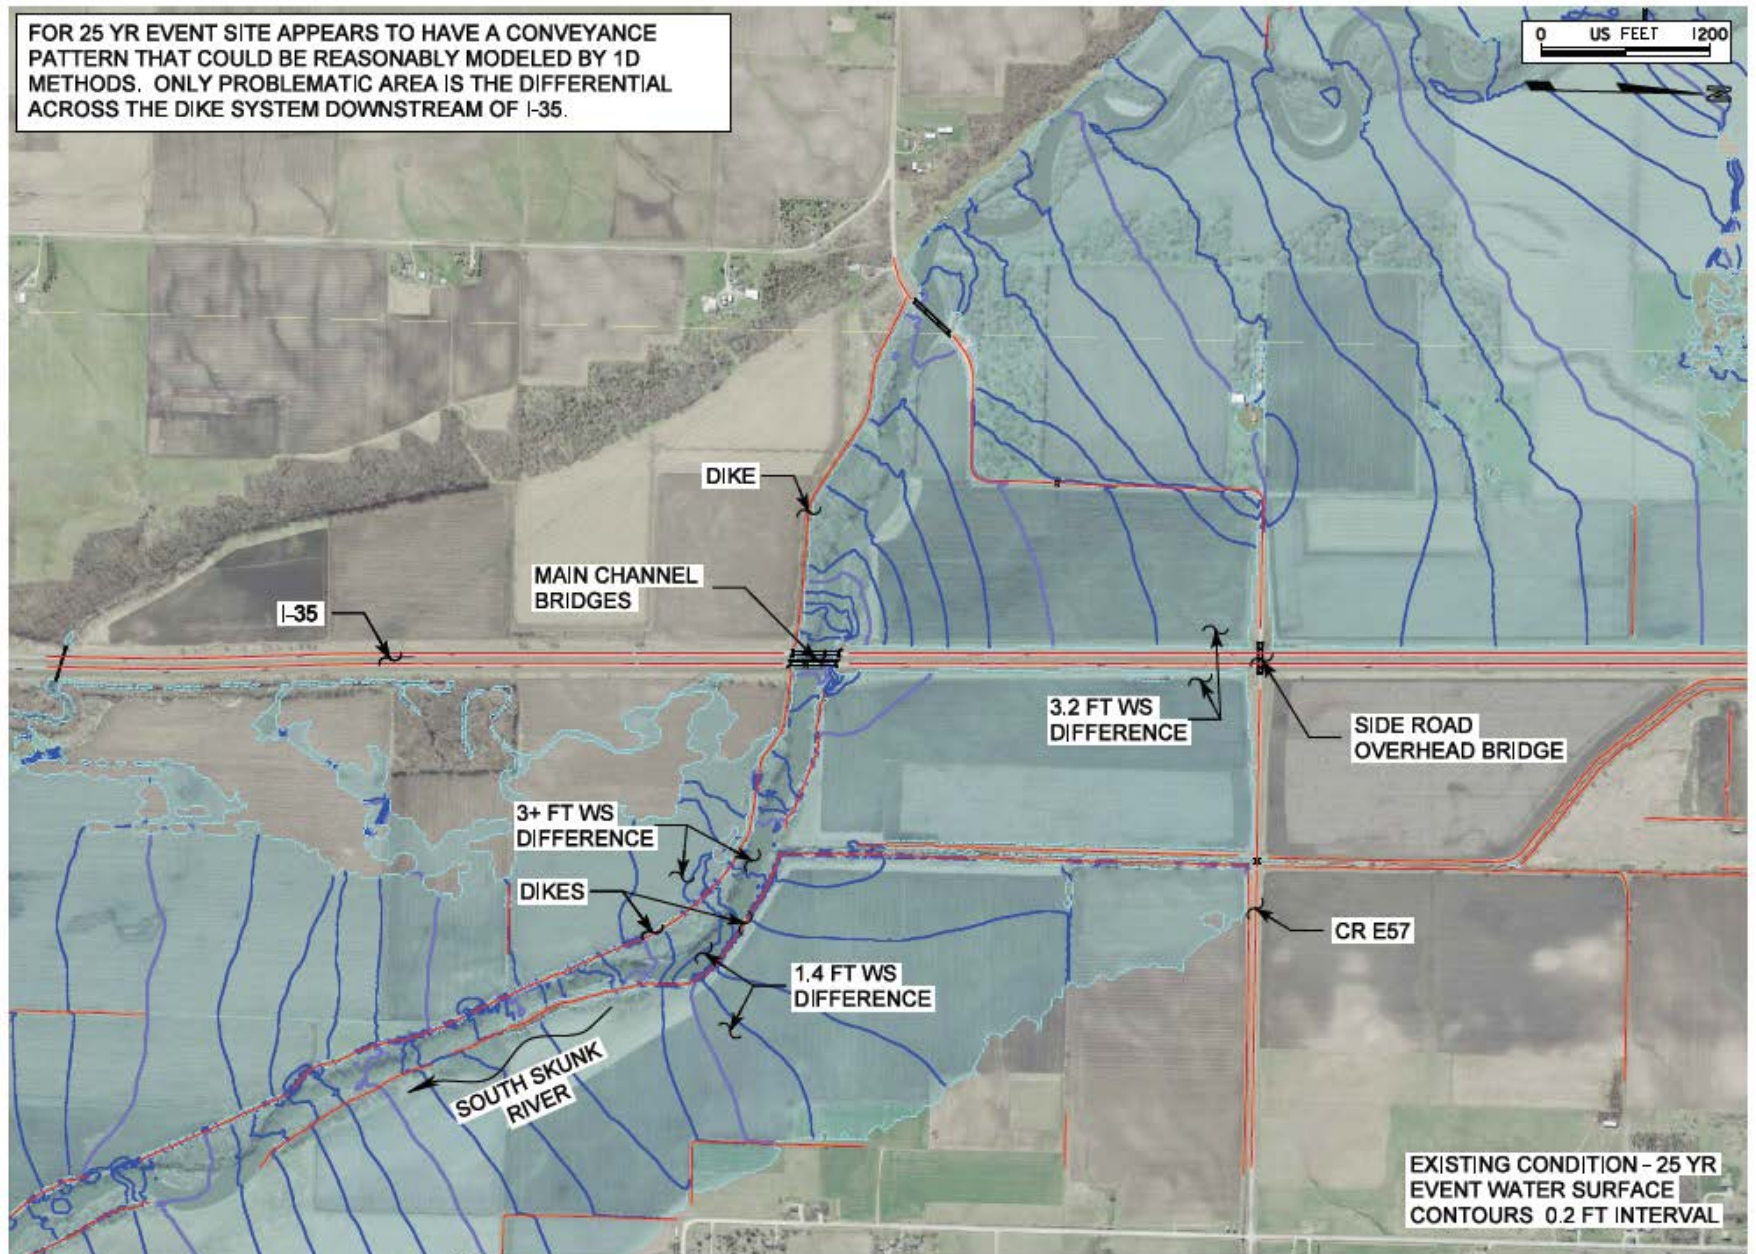 FOR 25 YR EVENT SITE APPEARS TO HAVE A CONVEYANCE
PATTERN THAT COULD BE REASONABLY MODELED BY 1D
METHODS. ONLY PROBLEMATIC AREA IS THE DIFFERENTIAL
ACROSS THE DIKE SYSTEM DOWNSTREAM OF I-35.
0 US FEET 1200
N
DIKE
MAIN CHANNEL
BRIDGES
I-35
3.2 FT WS
DIFFERENCE
SIDE ROAD
OVERHEAD BRIDGE
3+ FT WS
DIFFERENCE
DIKES
CR E57
1.4 FT WS
DIFFERENCE
SOUTH SKUNK
RIVER
EXISTING CONDITION - 25 YR
EVENT WATER SURFACE
CONTOURS 0.2 FT INTERVAL